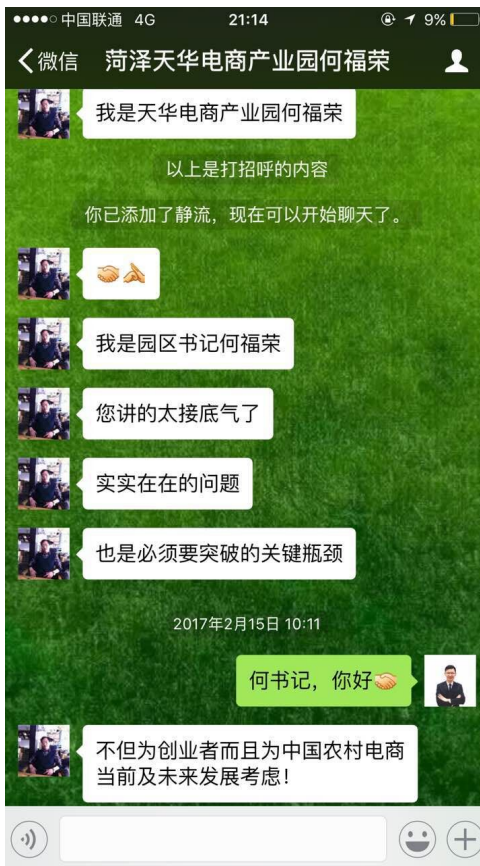 中国联通 4G 21:14 9%
微信 菏泽天华电商产业园何福荣
我是天华电商产业园何福荣
以上是打招呼的内容
你已添加了静流，现在可以开始聊天了。
我是园区书记何福荣
您讲的太接底气了
实实在在的问题
也是必须要突破的关键瓶颈
2017年2月15日 10:11
何书记，你好
不但为创业者而且为中国农村电商
当前及未来发展考虑！